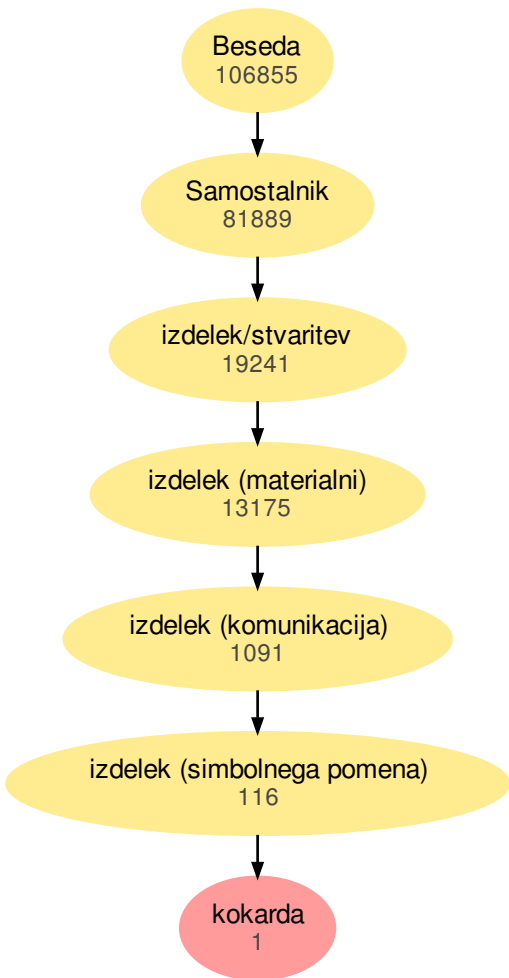 Beseda
106855
Samostalnik
81889
izdelek/stvaritev
19241
izdelek (materialni)
13175
izdelek (komunikacija)
1091
izdelek (simbolnega pomena)
116
kokarda
1